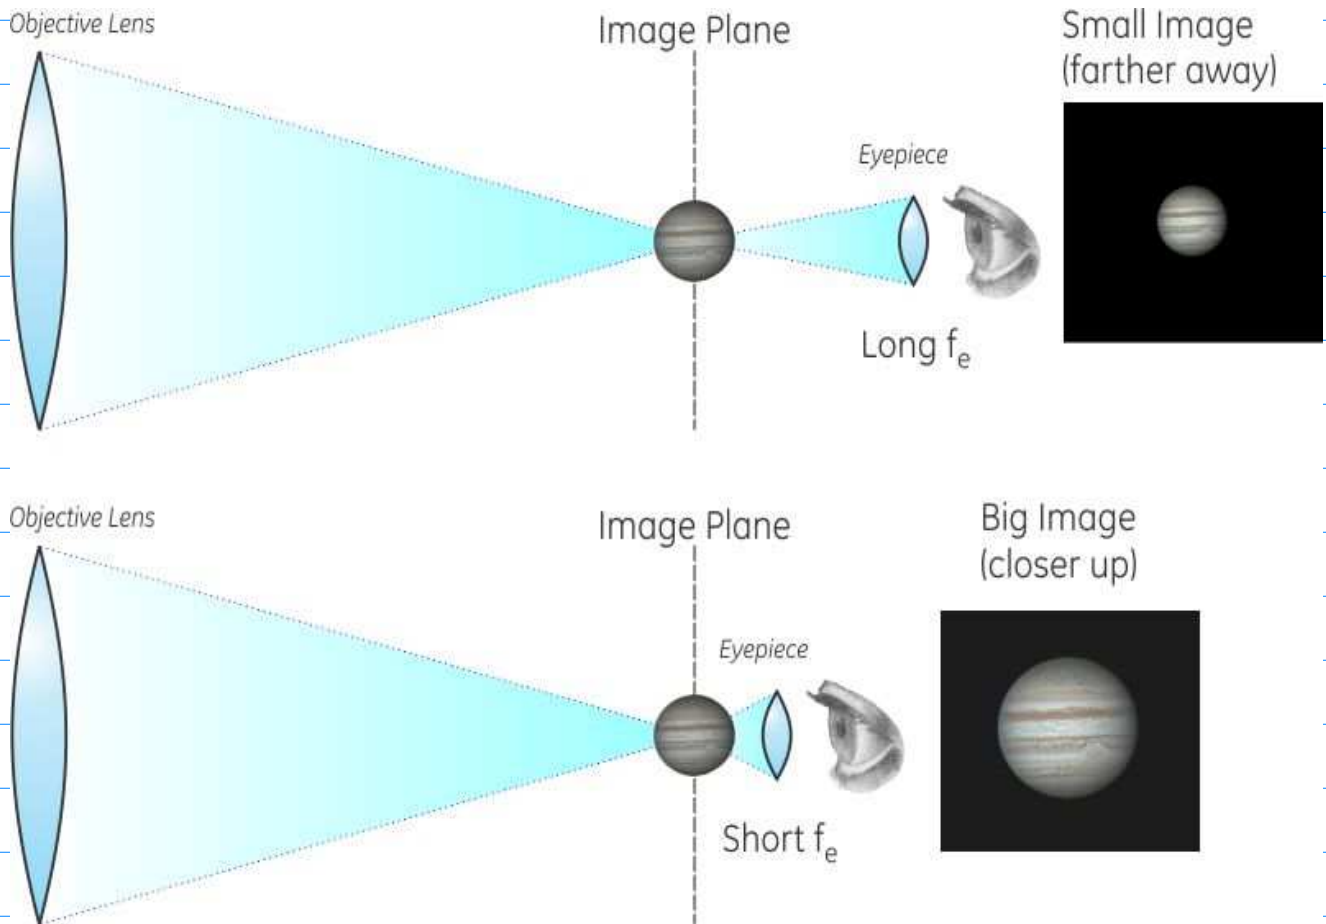 Objective Lens
Image Plane
Small Image
(farther away)
Eyepiece
Long fe
Objective Lens
Image Plane
Big Image
(closer up)
Eyepiece
Short fe